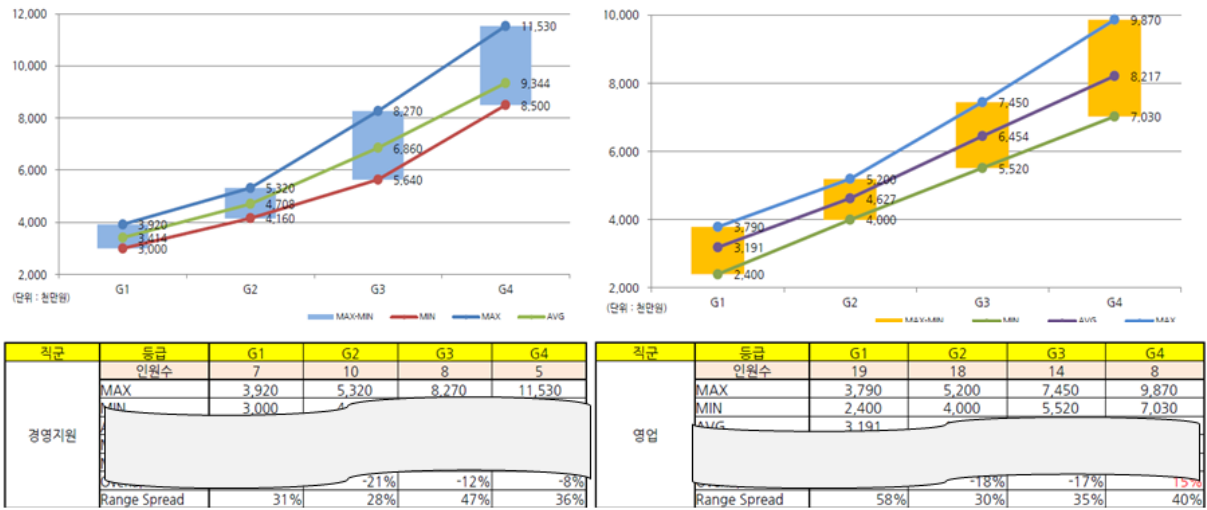 12,000
10,000
8,000
6,000
4,000
2,000
11,530
9,344
8,500
8,270
6,860
5,640
5,320
4,708
4,160
3,920
3,414
3,000
G1 G2 G3 G4
(단위 : 천만원)
MAX-MIN MIN MAX AVG
10,000
8,000
6,000
4,000
2,000
9,870
8,217
7,030
7,450
6,454
5,520
5,200
4,627
4,000
3,790
3,191
2,400
G1 G2 G3 G4
(단위 : 천만원)
MAX-MIN MIN AVG MAX
직군 등급 G1 G2 G3 G4
인원수 7 10 8 5
MAX 3,920 5,320 8,270 11,530
MIN 3,000
경영지원
-21% -12% -8%
Range Spread 31% 28% 47% 36%
직군 등급 G1 G2 G3 G4
인원수 19 18 14 8
MAX 3,790 5,200 7,450 9,870
MIN 2,400 4,000 5,520 7,030
AVG 3,191
영업
-18% -17% 15%
Range Spread 58% 30% 35% 40%